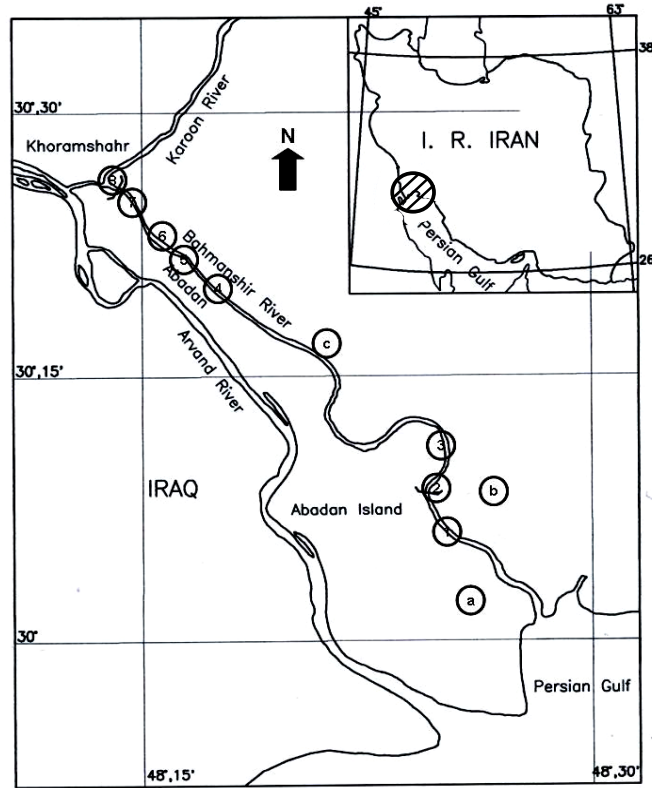 45°
63°
38
30,30'
Karoon River
N
I. R. IRAN
Khoramshahr
8
7
6
Bahmanshir River
5
Abadan
4
Persian Gulf
26
Arvand River
c
30,15'
3
IRAQ
2
b
Abadan Island
1
a
30'
Persian Gulf
48,15'
48,30'